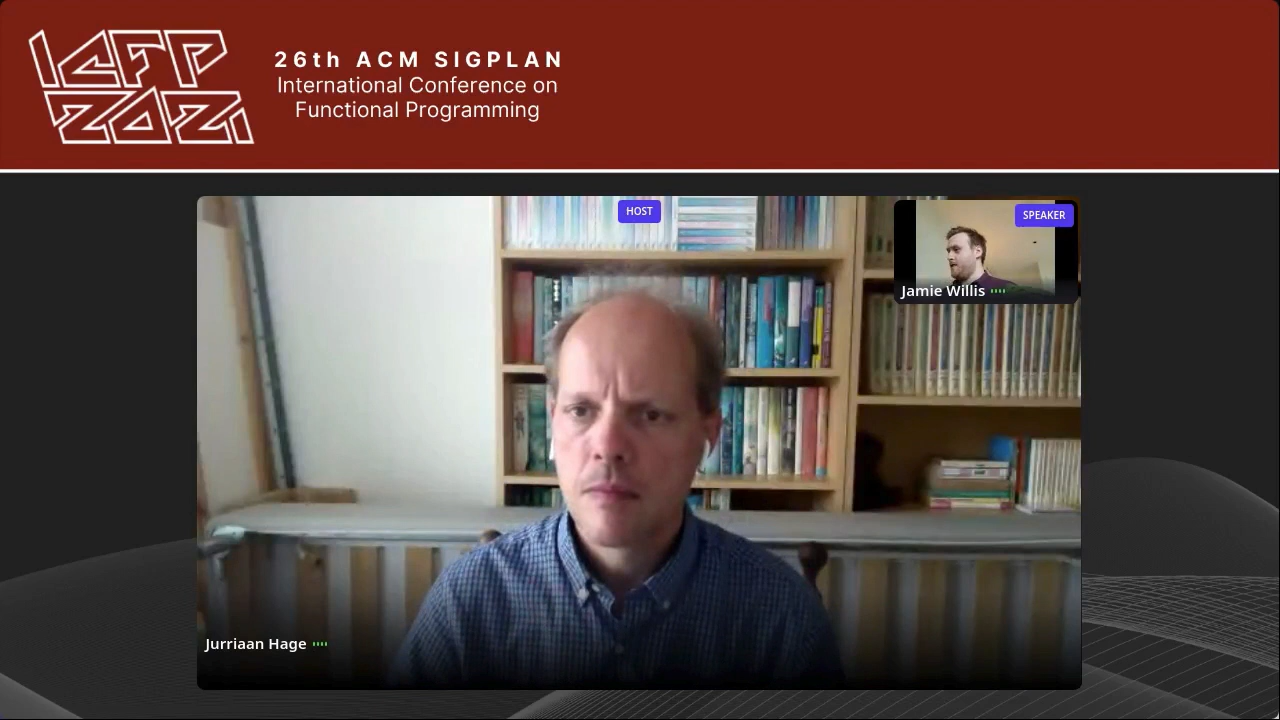 ICFP
2021
26th ACM SIGPLAN
International Conference on
Functional Programming
HOST
SPEAKER
Jamie Willis
Jurriaan Hage